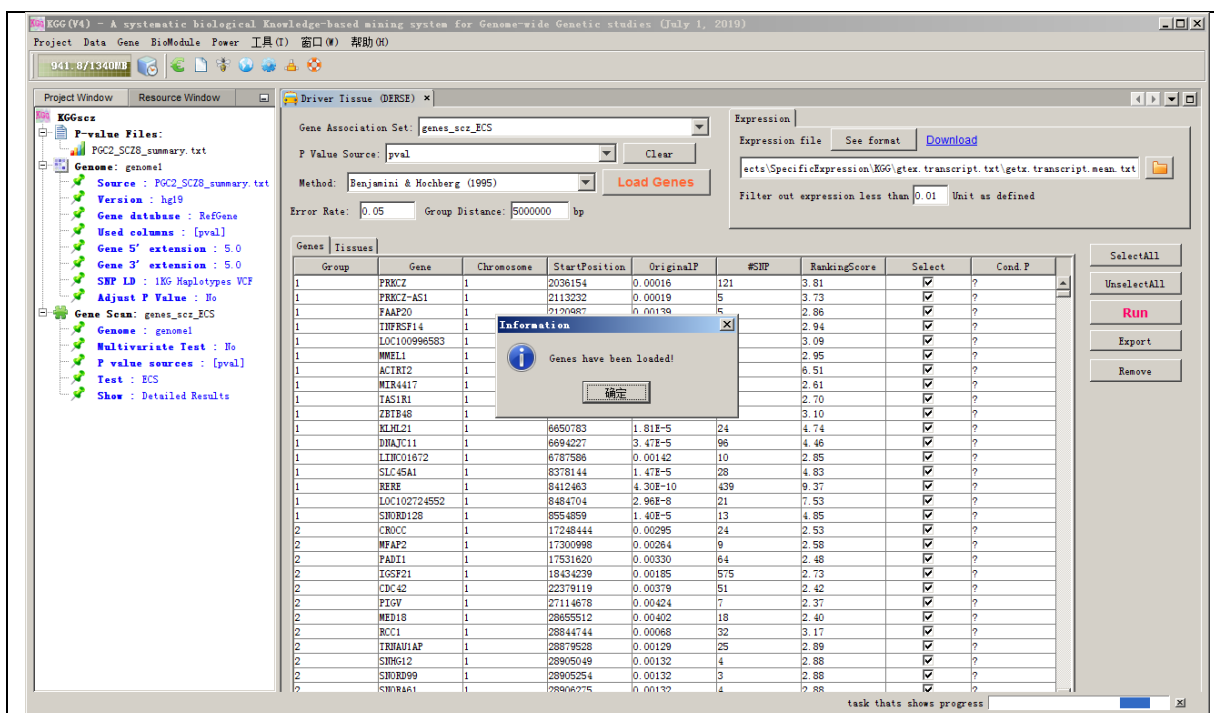 KGG(V4) - A systematic biological Knowledge-based mining system for Genome-wide Genetic studies (July 1, 2019)
Project Data Gene BioModule Power 工具(T) 窗口(W) 帮助(H)
941.8/1340MB
Project Window Resource Window
KGGscz
P-value Files:
PGC2_SCZ8_summary.txt
Genome: genome1
Source : PGC2_SCZ8_summary.txt
Version : hg19
Gene database : RefGene
Used columns : [pval]
Gene 5' extension : 5.0
Gene 3' extension : 5.0
SNP LD : 1KG Haplotypes VCF
Adjust P Value : No
Gene Scan: genes_scz_ECS
Genome : genome1
Multivariate Test : No
P value sources : [pval]
Test : ECS
Show : Detailed Results
Driver Tissue (DERSE) ×
Gene Association Set: genes_scz_ECS
P Value Source: pval Clear
Method: Benjamini & Hochberg (1995) Load Genes
Error Rate: 0.05 Group Distance: 5000000 bp
Expression
Expression file See format Download
ects\SpecificExpression\KGG\gtex.transcript.txt\getx.transcript.mean.txt
Filter out expression less than 0.01 Unit as defined
Genes Tissues
Group Gene Chromosome StartPosition OriginalP #SNP RankingScore Select Cond.P
1 PRKCZ 1 2036154 0.00016 121 3.81 ?
1 PRKCZ-AS1 1 2113232 0.00019 5 3.73 ?
1 FAAP20 1 2120987 0.00139 5 2.86 ?
1 TNFRSF14 1 2.94 ?
1 LOC100996583 1 3.09 ?
1 MMEL1 1 2.95 ?
1 ACTRT2 1 6.51 ?
1 MIR4417 1 2.61 ?
1 TAS1R1 1 2.70 ?
1 ZBTB48 1 3.10 ?
1 KLHL21 1 6650783 1.81E-5 24 4.74 ?
1 DNAJC11 1 6694227 3.47E-5 96 4.46 ?
1 LINC01672 1 6787586 0.00142 10 2.85 ?
1 SLC45A1 1 8378144 1.47E-5 28 4.83 ?
1 RERE 1 8412463 4.30E-10 439 9.37 ?
1 LOC102724552 1 8484704 2.96E-8 21 7.53 ?
1 SNORD128 1 8554859 1.40E-5 13 4.85 ?
2 CROCC 1 17248444 0.00295 24 2.53 ?
2 MFAP2 1 17300998 0.00264 9 2.58 ?
2 PADI1 1 17531620 0.00330 64 2.48 ?
2 IGSF21 1 18434239 0.00185 575 2.73 ?
2 CDC42 1 22379119 0.00379 51 2.42 ?
2 PIGV 1 27114678 0.00424 7 2.37 ?
2 MED18 1 28655512 0.00402 18 2.40 ?
2 RCC1 1 28844744 0.00068 32 3.17 ?
2 TRNAU1AP 1 28879528 0.00129 25 2.89 ?
2 SNHG12 1 28905049 0.00132 4 2.88 ?
2 SNORD99 1 28905254 0.00132 3 2.88 ?
2 SNORA61 1 28906275 0.00132 4 2.88 ?
Information
Genes have been loaded!
确定
SelectAll
UnselectAll
Run
Export
Remove
task thats shows progress